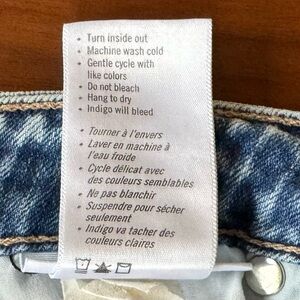 • Turn inside out
• Machine wash cold
• Gentle cycle with
like colors
• Do not bleach
• Hang to dry
• Indigo will bleed
• Tourner à l'envers
• Laver en machine à
l'eau froide
• Cycle délicat avec
des couleurs semblables
• Ne pas blanchir
• Suspendre pour sécher
seulement
• Indigo va tacher des
couleurs claires